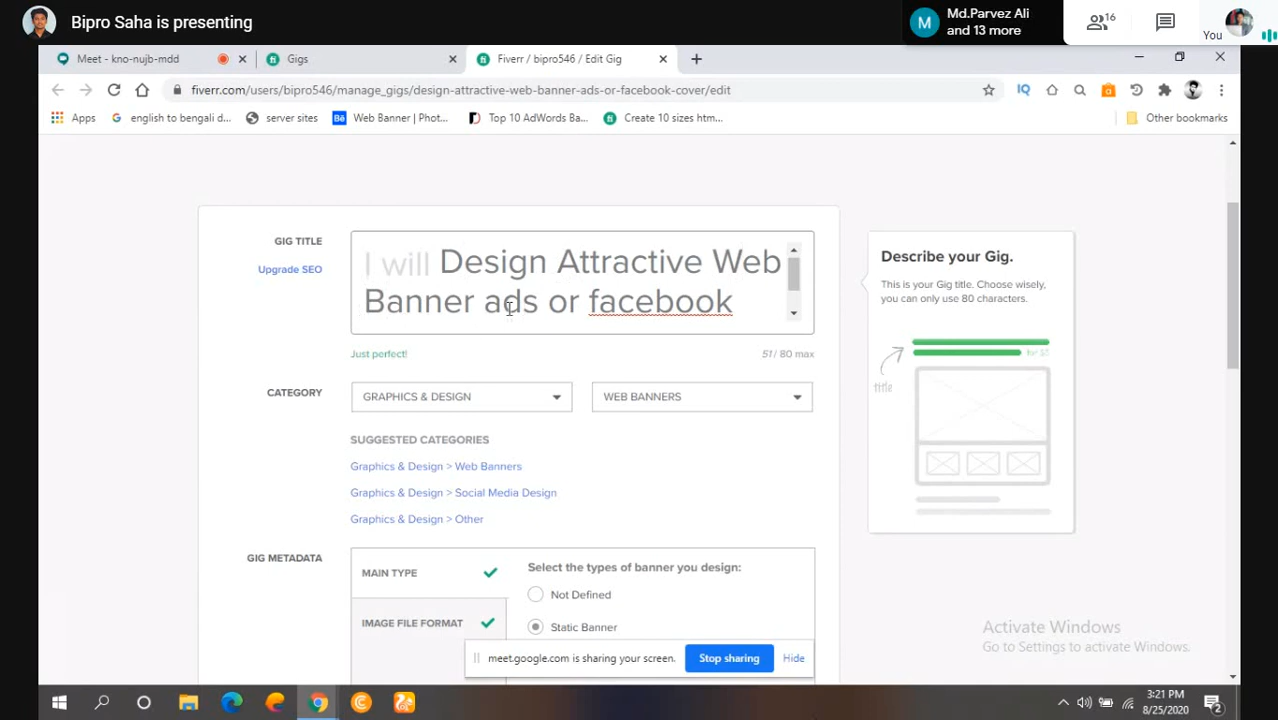 Bipro Saha is presenting
M
Md.Parvez Ali
and 13 more
16
You
Meet - kno-nujb-mdd
Gigs
Fiverr / bipro546 / Edit Gig
fiverr.com/users/bipro546/manage_gigs/design-attractive-web-banner-ads-or-facebook-cover/edit
Apps
english to bengali d...
server sites
Web Banner | Phot...
Top 10 AdWords Ba...
Create 10 sizes htm...
Other bookmarks
GIG TITLE
Upgrade SEO
I will Design Attractive Web
Banner ads or facebook
Just perfect!
51 / 80 max
Describe your Gig.
This is your Gig title. Choose wisely,
you can only use 80 characters.
for $5
title
CATEGORY
GRAPHICS & DESIGN
WEB BANNERS
SUGGESTED CATEGORIES
Graphics & Design > Web Banners
Graphics & Design > Social Media Design
Graphics & Design > Other
GIG METADATA
MAIN TYPE
Select the types of banner you design:
Not Defined
IMAGE FILE FORMAT
Static Banner
Activate Windows
Go to Settings to activate Windows.
meet.google.com is sharing your screen.
Stop sharing
Hide
3:21 PM
8/25/2020
2